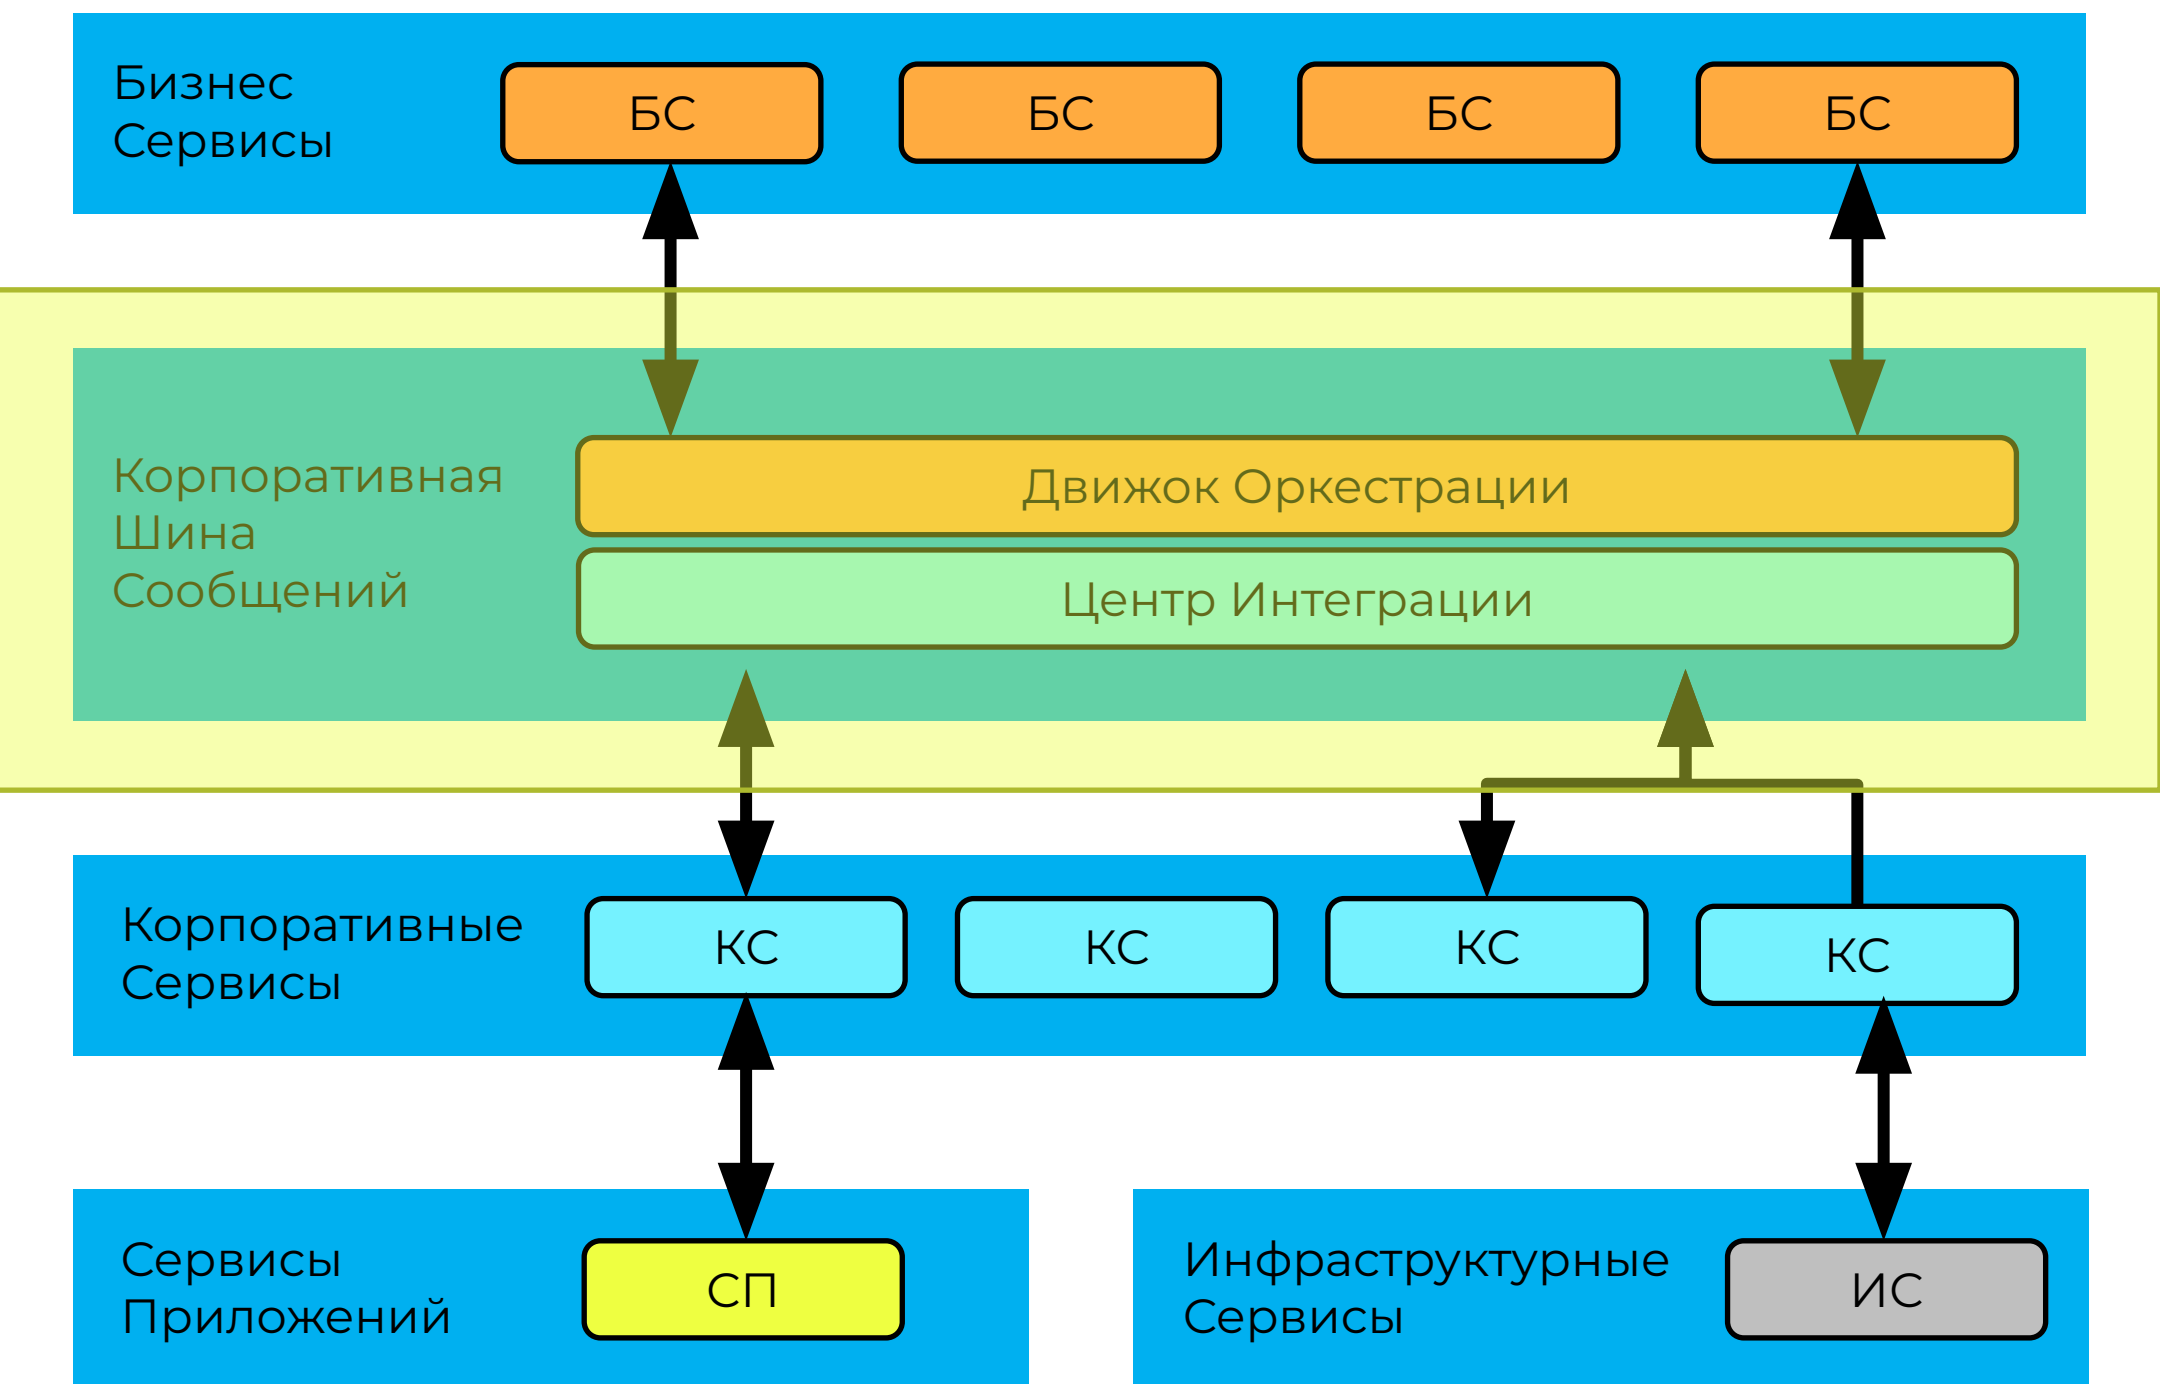 Бизнес
Сервисы
БС
БС
БС
БС
Корпоративная
Шина
Сообщений
Движок Оркестрации
Центр Интеграции
Корпоративные
Сервисы
КС
КС
КС
КС
Сервисы
Приложений
СП
Инфраструктурные
Сервисы
ИС